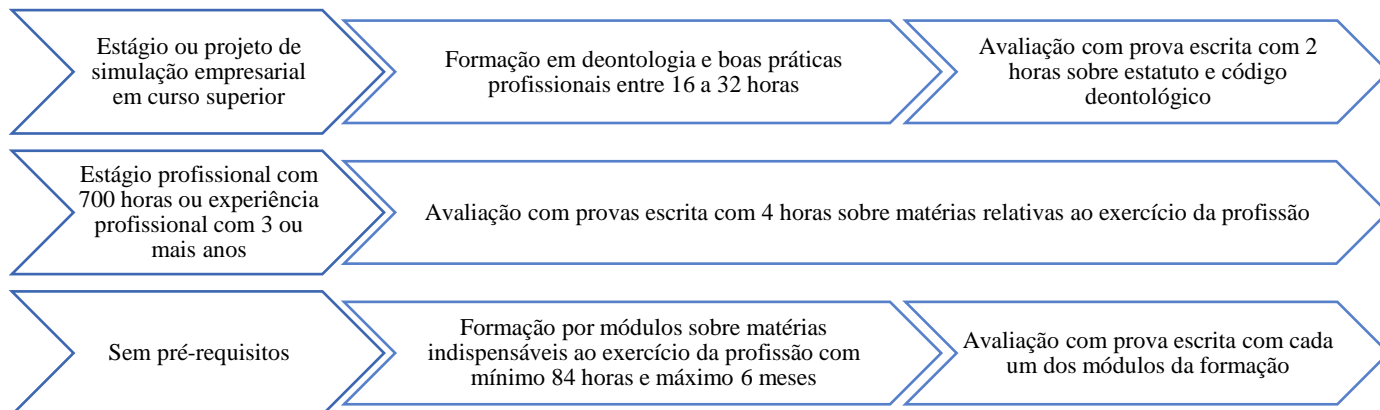 Estágio ou projeto de
simulação empresarial
em curso superior
Formação em deontologia e boas práticas
profissionais entre 16 a 32 horas
Avaliação com prova escrita com 2
horas sobre estatuto e código
deontológico
Estágio profissional com
700 horas ou experiência
profissional com 3 ou
mais anos
Avaliação com provas escrita com 4 horas sobre matérias relativas ao exercício da profissão
Sem pré-requisitos
Formação por módulos sobre matérias
indispensáveis ao exercício da profissão com
mínimo 84 horas e máximo 6 meses
Avaliação com prova escrita com cada
um dos módulos da formação